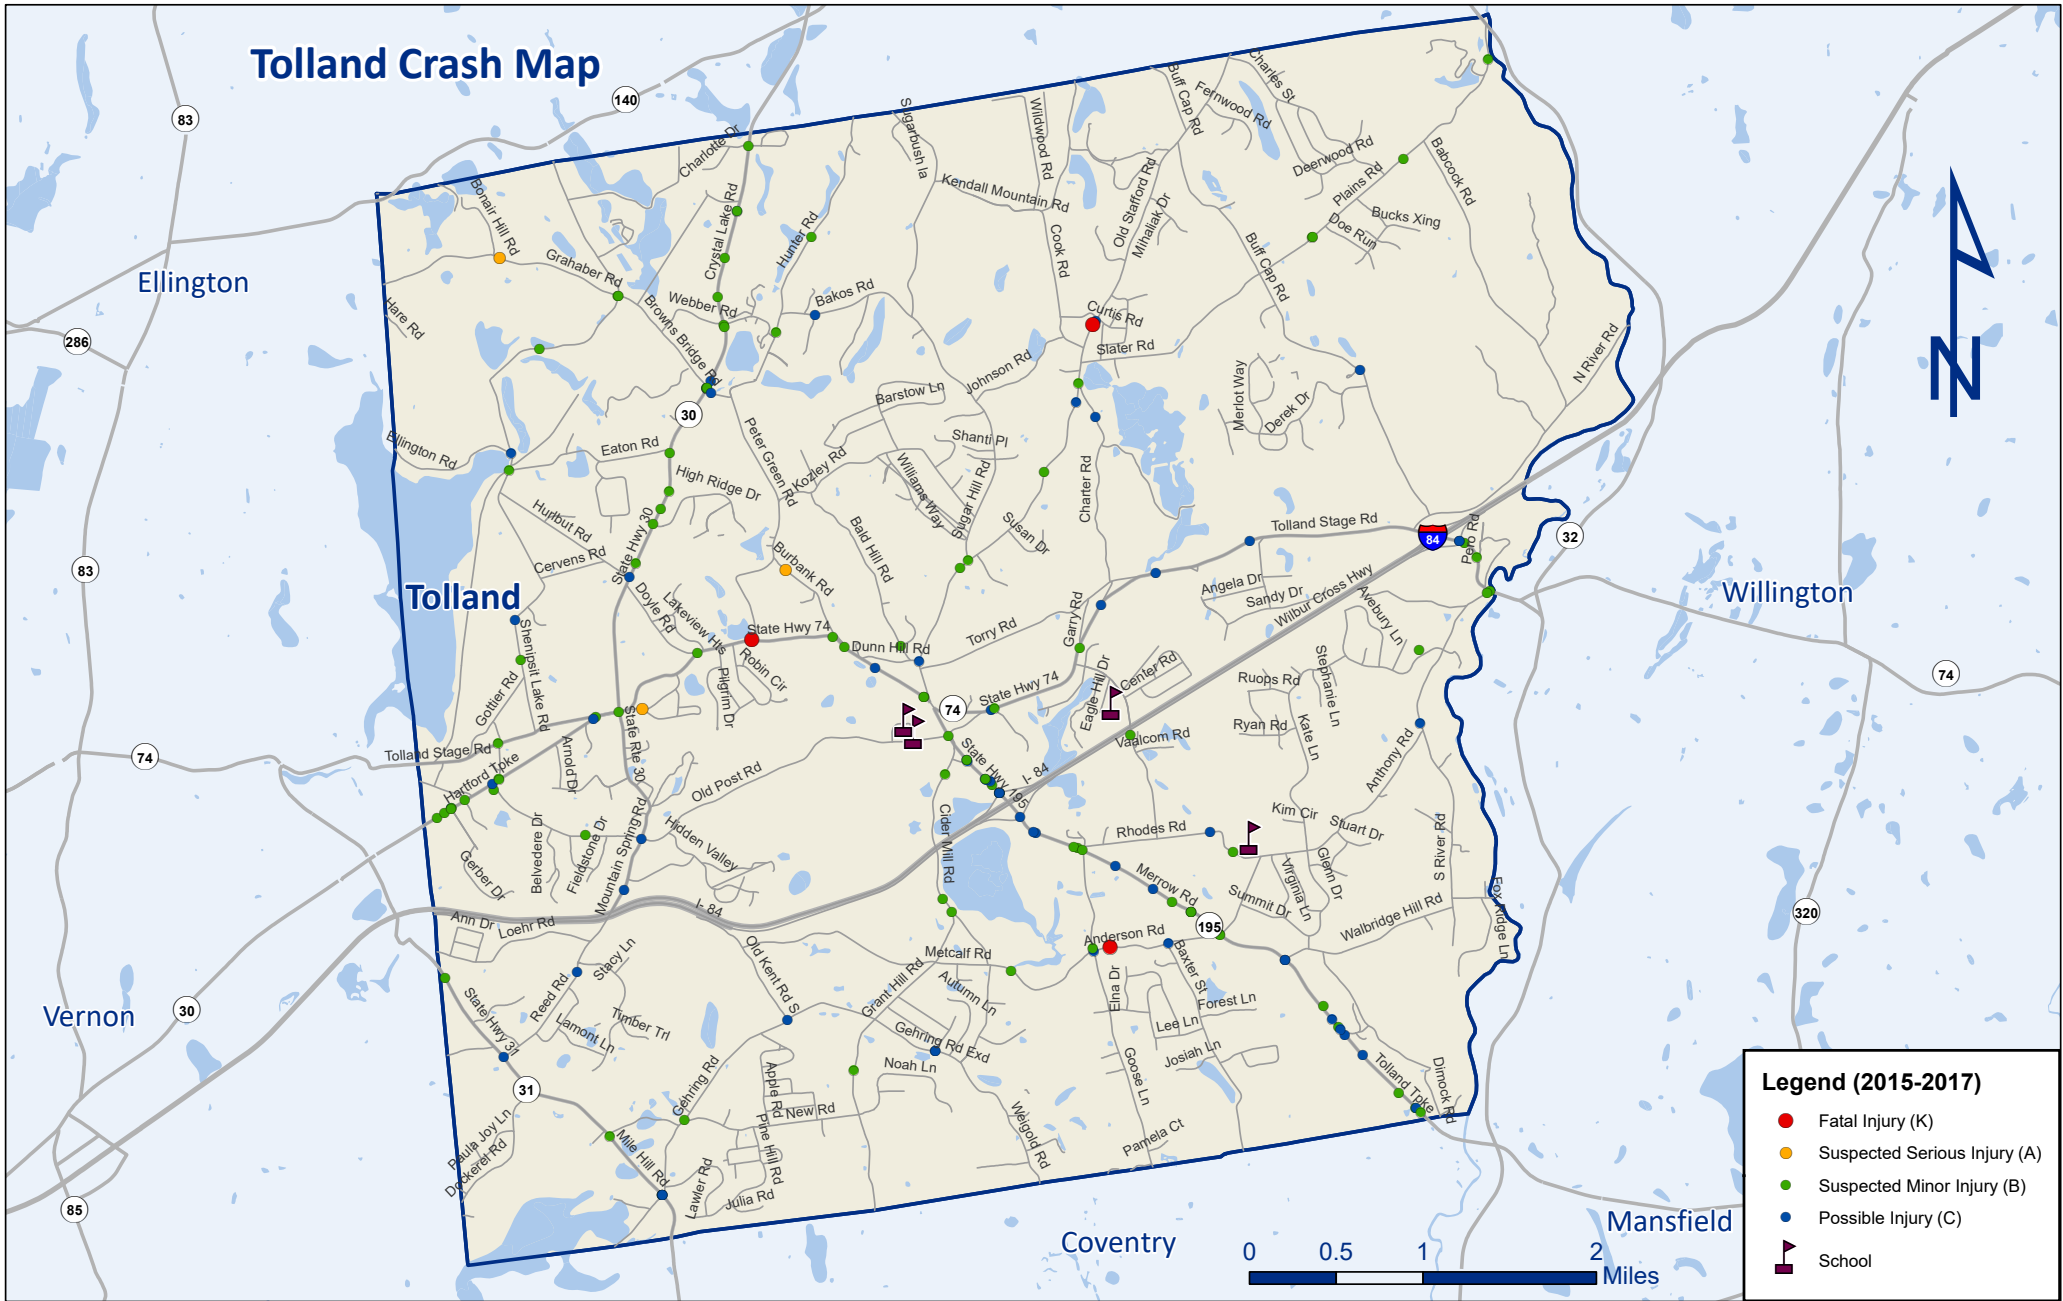 Tolland Crash Map
140
83
Charles St
Buff Cap Rd
Fernwood Rd
Sugarbush la
Wildwood Rd
Charlotte Dr
Deerwood Rd
Babcock Rd
Plains Rd
Kendall Mountain Rd
Old Stafford Rd
Mihaliak Dr
Bonair Hill Rd
Crystal Lake Rd
Hunter Rd
Bucks Xing
Doe Run
Cook Rd
Buff Cap Rd
Ellington
Grahaber Rd
Webber Rd
Bakos Rd
Hare Rd
Browns Bridge Rd
Curtis Rd
Slater Rd
N River Rd
286
N
Johnson Rd
Barstow Ln
Merlot Way
Derek Dr
30
Ellington Rd
Eaton Rd
Peter Green Rd
Shanti Pl
Kozley Rd
Williams Way
Sugar Hill Rd
Charter Rd
High Ridge Dr
Hurlbut Rd
State Hwy 30
Bald Hill Rd
Susan Dr
Tolland Stage Rd
84
Pero Rd
32
83
Cervens Rd
Burbank Rd
Angela Dr
Sandy Dr
Wilbur Cross Hwy
Avebury Ln
Willington
Tolland
Doyle Rd
Lakeview Hts
State Hwy 74
Garry Rd
Torry Rd
Shenipsit Lake Rd
Dunn Hill Rd
Robin Cir
Pilgrim Dr
Center Rd
Eagle Hill Dr
Stephanie Ln
Ruops Rd
74
Gottier Rd
State Hwy 74
74
State Rte 30
Ryan Rd
Kate Ln
Vaalcom Rd
Tolland Stage Rd
74
Arnold Dr
State Hwy 195
I- 84
Anthony Rd
Hartford Tpke
Old Post Rd
Cider Mill Rd
Mountain Spring Rd
Hidden Valley
Rhodes Rd
Kim Cir
Stuart Dr
S River Rd
Belvedere Dr
Fieldstone Dr
Gerber Dr
Merrow Rd
Summit Dr
Virginia Ln
Glenn Dr
Fox Ridge Ln
I- 84
Walbridge Hill Rd
320
Ann Dr
Loehr Rd
195
Anderson Rd
Metcalf Rd
Old Kent Rd S
Stacy Ln
Baxter St
Elna Dr
Reed Rd
Grant Hill Rd
Autumn Ln
Forest Ln
Vernon
30
State Hwy 31
Timber Trl
Lamont Ln
Lee Ln
Gehring Rd Exd
Josiah Ln
Noah Ln
Goose Ln
Tolland Tpke
Dimock Rd
31
Gehring Rd
Apple Rd
New Rd
Weigold Rd
Paula Joy Ln
Dockerel Rd
Mile Hill Rd
Pine Hill Rd
Pamela Ct
Lawler Rd
Julia Rd
85
Coventry
Mansfield
0 0.5 1 2
Miles
Legend (2015-2017)
Fatal Injury (K)
Suspected Serious Injury (A)
Suspected Minor Injury (B)
Possible Injury (C)
School